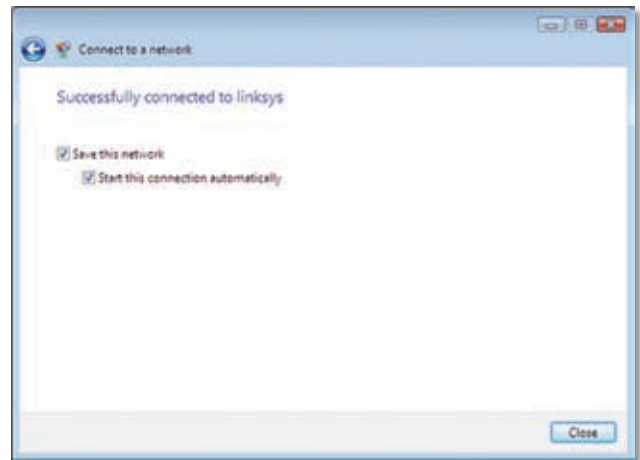 Connect to a network
Successfully connected to linksys
Save this network
Start this connection automatically
Close